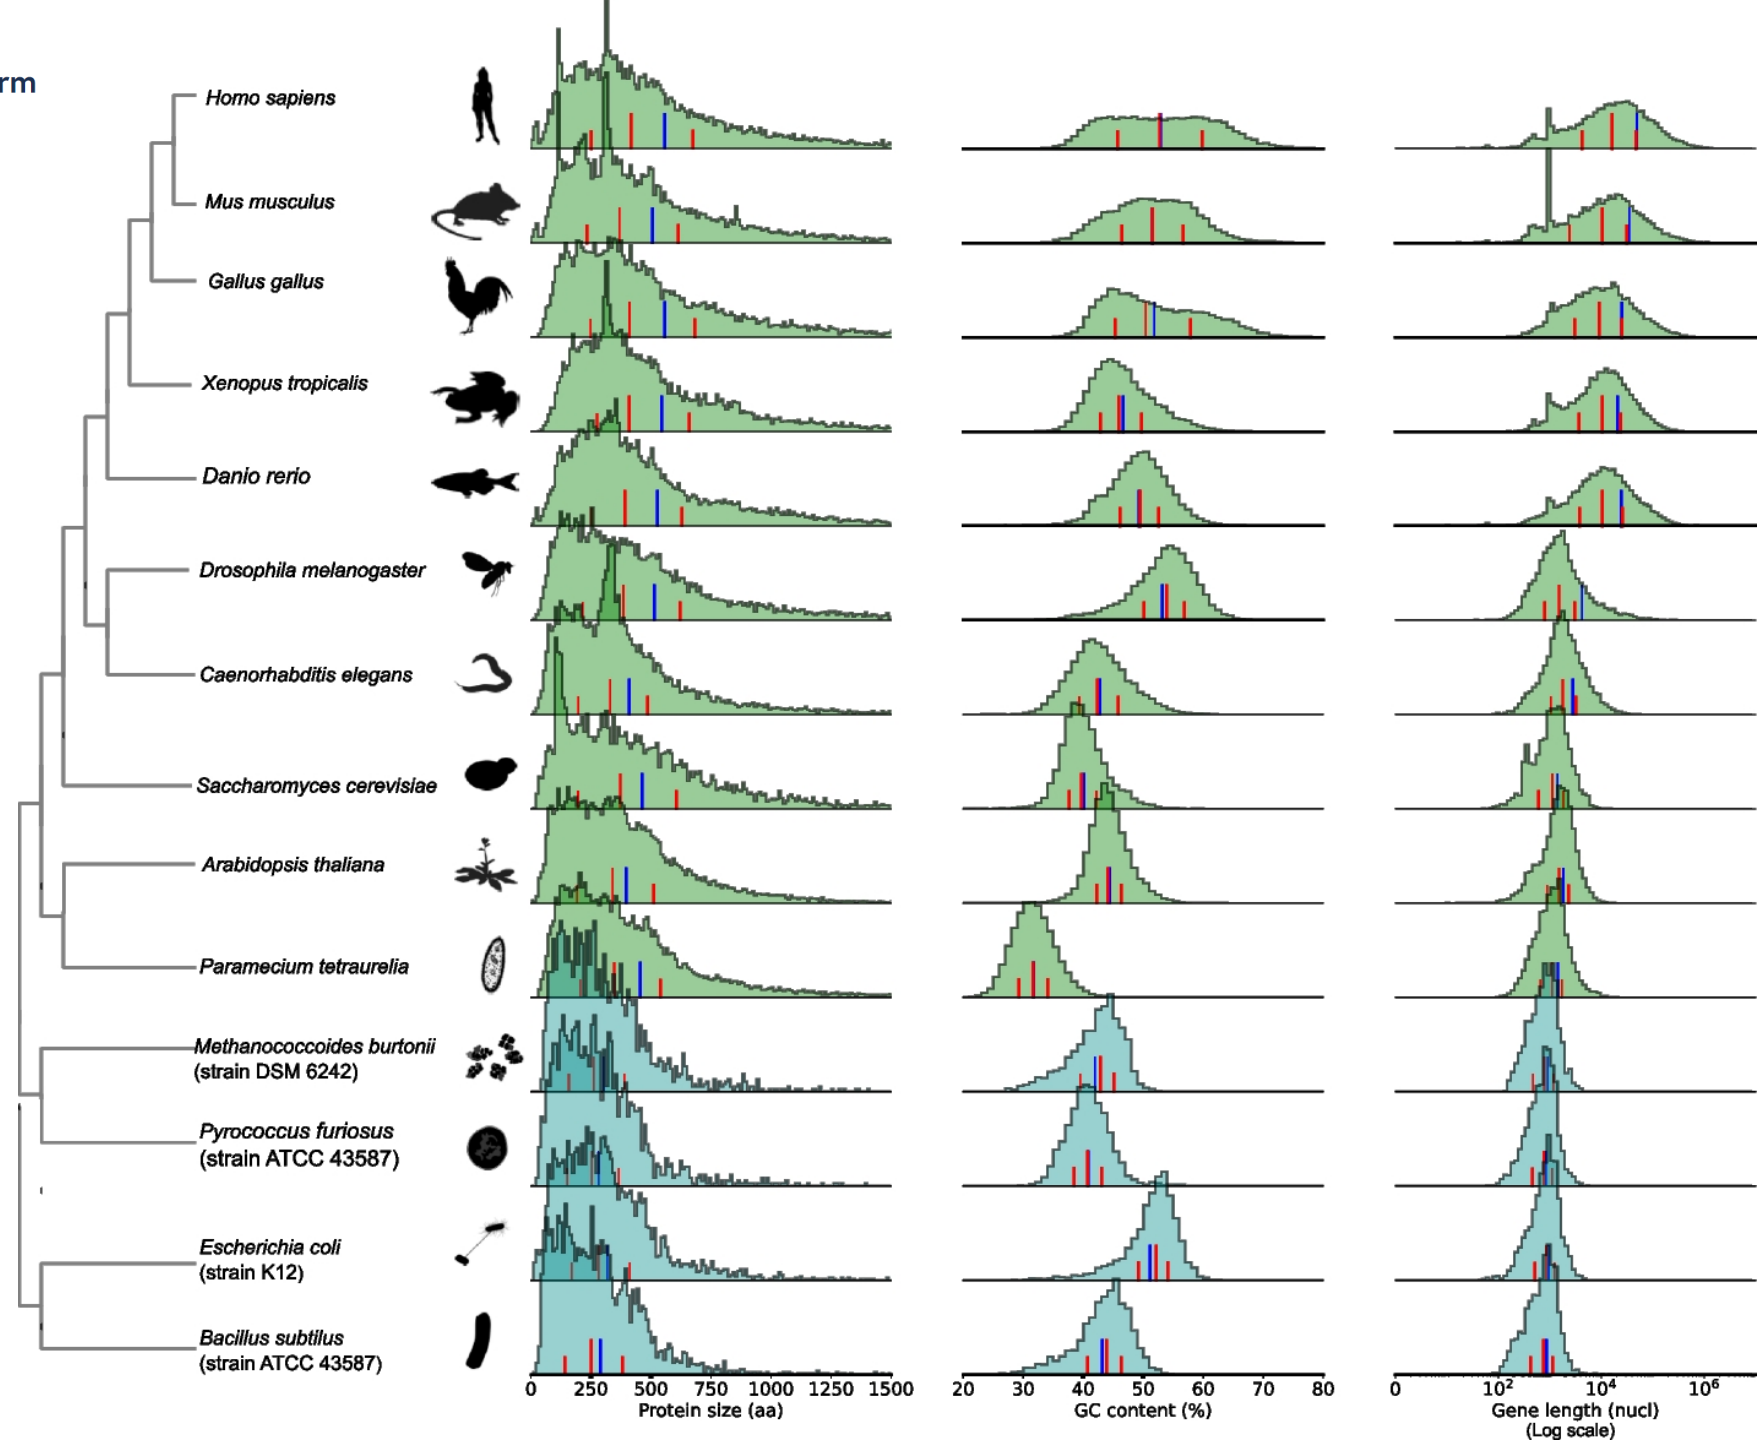 rm
Homo sapiens
Mus musculus
Gallus gallus
Xenopus tropicalis
Danio rerio
Drosophila melanogaster
Caenorhabditis elegans
Saccharomyces cerevisiae
Arabidopsis thaliana
Paramecium tetraurelia
Methanococcoides burtonii
(strain DSM 6242)
Pyrococcus furiosus
(strain ATCC 43587)
Escherichia coli
(strain K12)
Bacillus subtilus
(strain ATCC 43587)
0 250 500 750 1000 1250 1500
Protein size (aa)
20 30 40 50 60 70 80
GC content (%)
0 10² 10⁴ 10⁶
Gene length (nucl)
(Log scale)